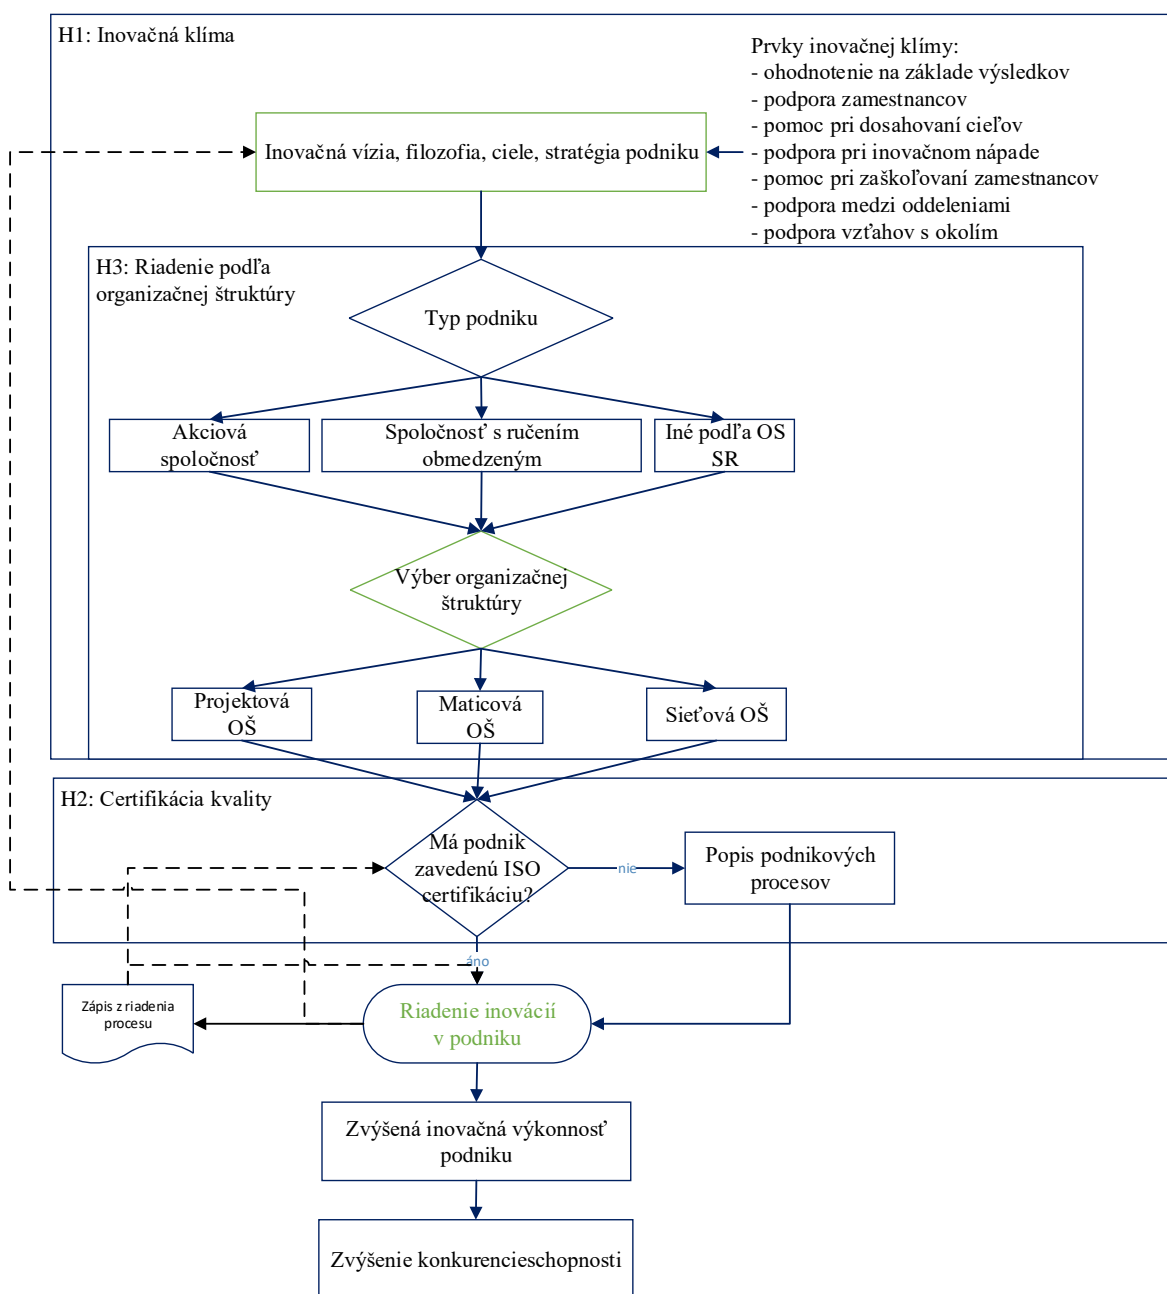 H1: Inovačná klíma
Prvky inovačnej klímy:
- ohodnotenie na základe výsledkov
- podpora zamestnancov
- pomoc pri dosahovaní cieľov
- podpora pri inovačnom nápade
- pomoc pri zaškoľovaní zamestnancov
- podpora medzi oddeleniami
- podpora vzťahov s okolím
Inovačná vízia, filozofia, ciele, stratégia podniku
H3: Riadenie podľa
organizačnej štruktúry
Typ podniku
Akciová
spoločnosť
Spoločnosť s ručením
obmedzeným
Iné podľa OS
SR
Výber organizačnej
štruktúry
Projektová
OŠ
Maticová
OŠ
Sieťová OŠ
H2: Certifikácia kvality
Má podnik
zavedenú ISO
certifikáciu?
nie
Popis podnikových
procesov
áno
Zápis z riadenia
procesu
Riadenie inovácií
v podniku
Zvýšená inovačná výkonnosť
podniku
Zvýšenie konkurencieschopnosti